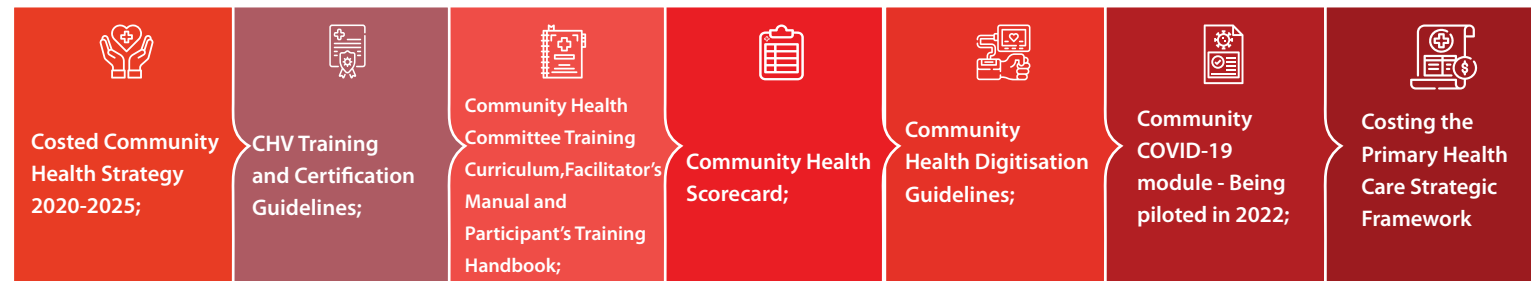 Costed Community
Health Strategy
2020-2025;
CHV Training
and Certification
Guidelines;
Community Health
Committee Training
Curriculum,Facilitator's
Manual and
Participant's Training
Handbook;
Community Health
Scorecard;
Community
Health Digitisation
Guidelines;
Community
COVID-19
module - Being
piloted in 2022;
Costing the
Primary Health
Care Strategic
Framework